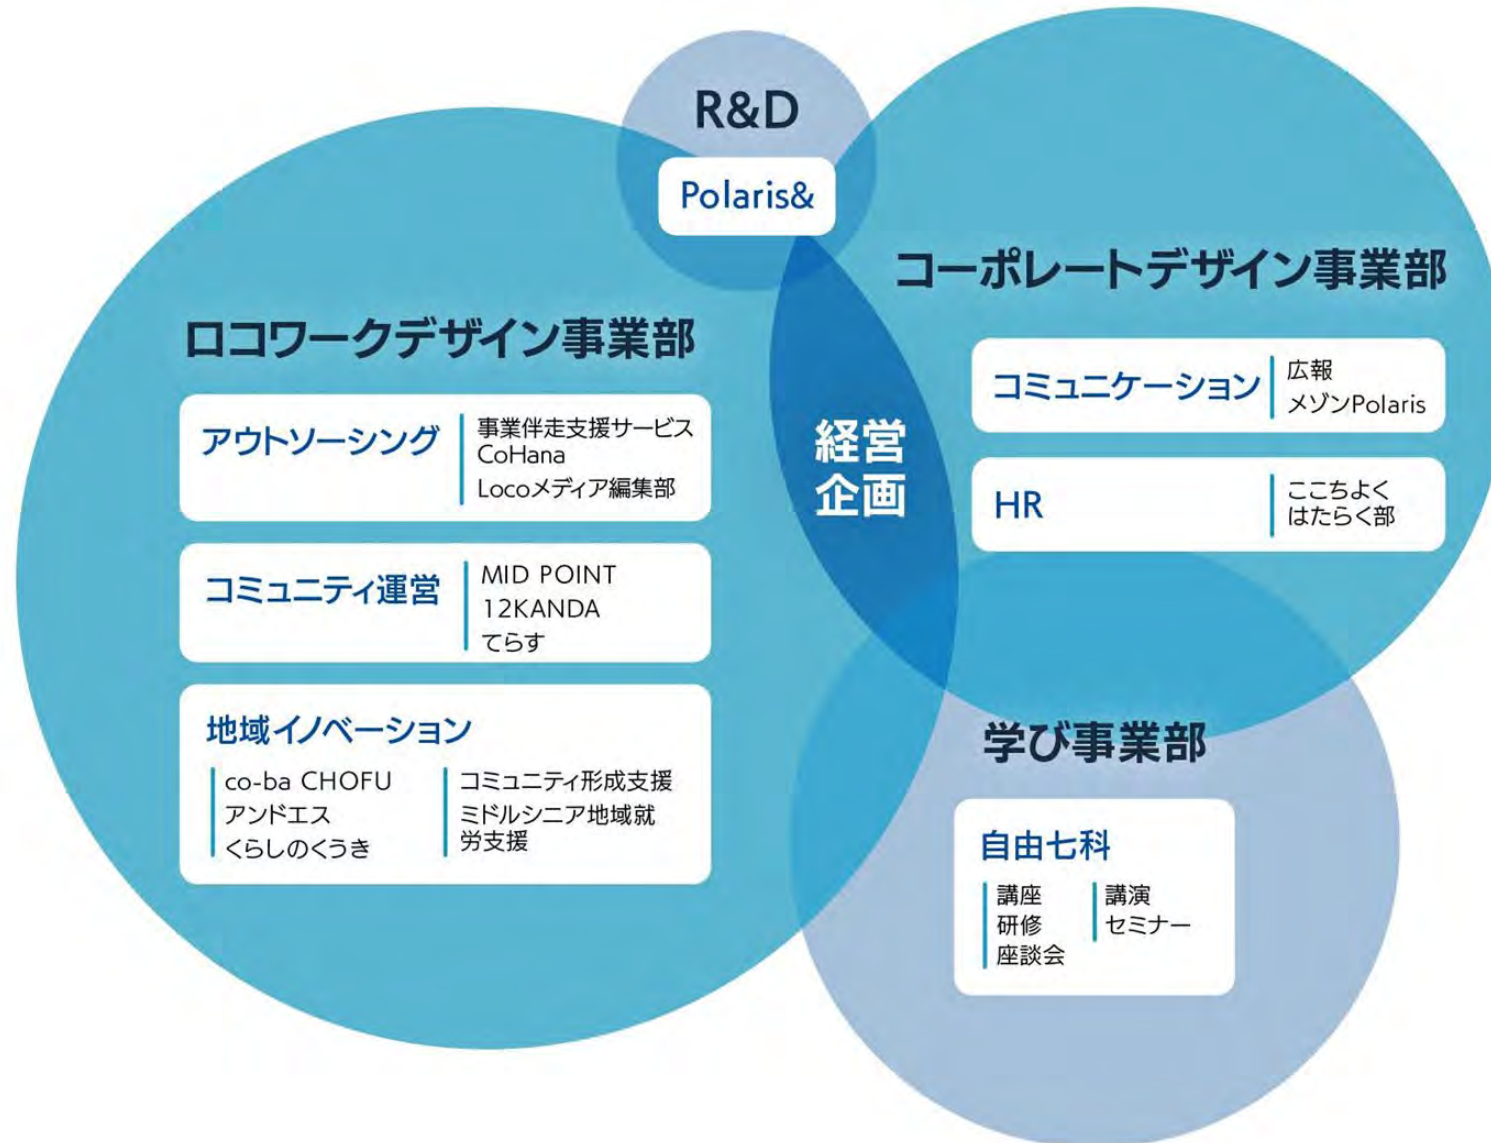 R&D
Polaris&
コーポレートデザイン事業部
コミュニケーション
広報
メゾンPolaris
HR
ここちよく
はたらく部
ロコワークデザイン事業部
アウトソーシング
事業伴走支援サービス
CoHana
Locoメディア編集部
コミュニティ運営
MID POINT
12KANDA
てらす
地域イノベーション
co-ba CHOFU
アンドエス
くらしのくうき
コミュニティ形成支援
ミドルシニア地域就
労支援
経営
企画
学び事業部
自由七科
講座
研修
座談会
講演
セミナー